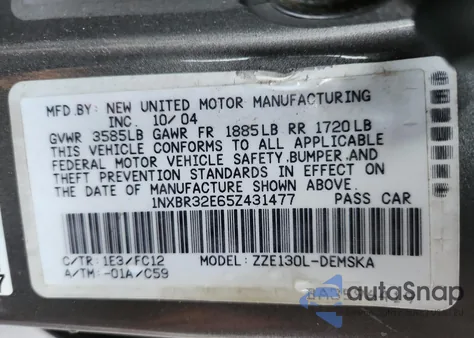 MFD.BY: NEW UNITED MOTOR MANUFACTURING
INC. 10/04
GVWR 3585LB GAWR FR 1885LB RR 1720LB
THIS VEHICLE CONFORMS TO ALL APPLICABLE
FEDERAL MOTOR VEHICLE SAFETY,BUMPER,AND
THEFT PREVENTION STANDARDS IN EFFECT ON
THE DATE OF MANUFACTURE SHOWN ABOVE.
1NXBR32E65Z431477 PASS CAR
C/TR: 1E3/FC12 MODEL: ZZE130L-DEMSKA
A/TM: -01A/C59
autoSnap
7